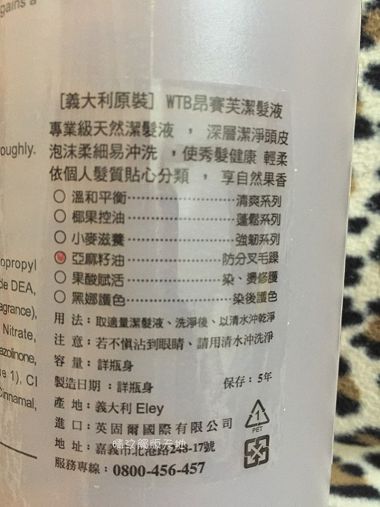 gains a
oughly.
opropyl
de DEA,
agrance),
Nitrate,
azolinone,
e 1). CI
Cinnamal,
[義大利原裝] WTB昂賽芙潔髮液
專業級天然潔髮液 ， 深層潔淨頭皮
泡沫柔細易沖洗 ，使秀髮健康 輕柔
依個人髮質貼心分類 ， 享自然果香
○ 溫和平衡………………清爽系列
○ 椰果控油………………蓬鬆系列
○ 小麥滋養………………強韌系列
○ 亞麻籽油………………防分叉毛躁
○ 果酸賦活………………染、燙修護
○ 黑娜護色………………染後護色
用 法：取適量潔髮液、洗淨後、以清水沖乾淨
注 意：若不慎沾到眼睛、請用清水沖洗淨
容 量：詳瓶身
製造日期：詳瓶身 保存：5年
產 地：義大利 Eley
進 口：英固爾國際有限公司
地 址：嘉義市北港路248-17號
服務專線：0800-456-457
1
PET